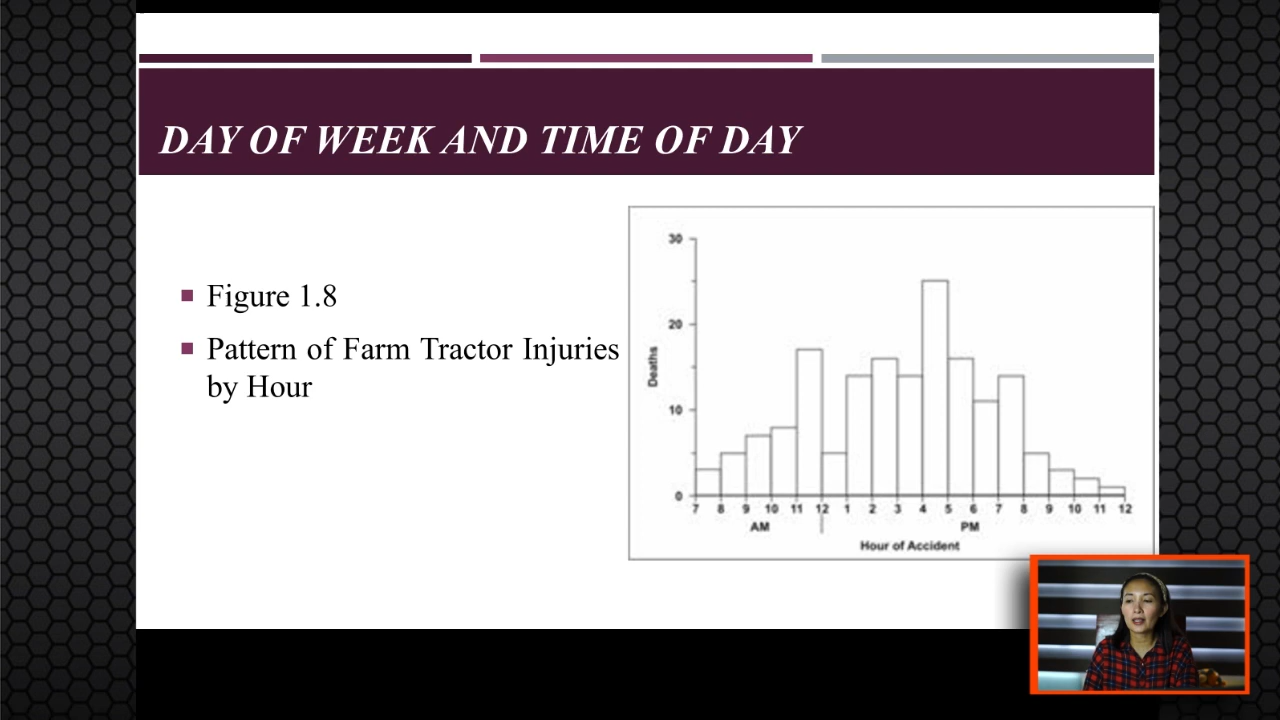 DAY OF WEEK AND TIME OF DAY
Figure 1.8
Pattern of Farm Tractor Injuries
by Hour
30
20
10
0
Deaths
7 8 9 10 11 12 1 2 3 4 5 6 7 8 9 10 11 12
AM PM
Hour of Accident